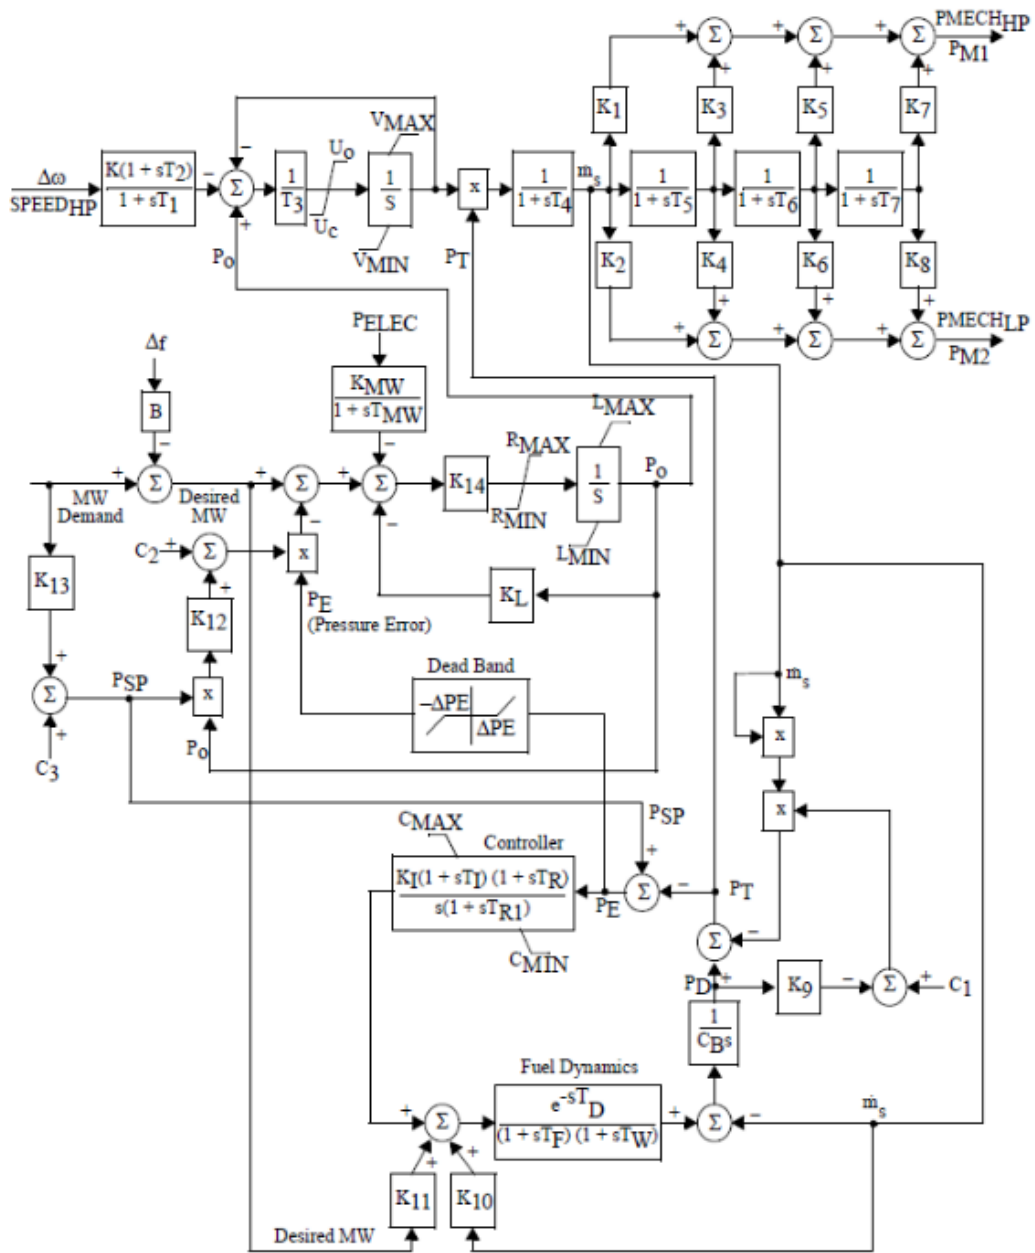 PMECHHP
PM1
Σ Σ Σ
K1 K3 K5 K7
VMAX
UO
Δω
SPEEDHP
K(1 + sT2)
1 + sT1
Σ
1
T3
1
S
x
1
1+sT4
ṁs
1
1+sT5
1
1+sT6
1
1+sT7
UC
VMIN
PO
PT
K2 K4 K6 K8
PMECHLP
PM2
Σ Σ Σ
PELEC
Δf
KMW
1 + sTMW
B
LMAX
RMAX
Σ
Σ
Σ
K14
1
S
PO
MW
Demand
Desired
MW
RMIN
LMIN
C2
Σ
x
K13
K12
KL
PE
(Pressure Error)
Σ
PSP
x
Dead Band
−ΔPE
ΔPE
ṁs
x
PO
C3
x
PSP
CMAX
Controller
KI(1 + sTI) (1 + sTR)
s(1 + sTR1)
PE
Σ
PT
CMIN
Σ
PD
K9
Σ
C1
1
CBs
Fuel Dynamics
e-sTD
(1 + sTF) (1 + sTW)
Σ
Σ
ṁs
K11
K10
Desired MW